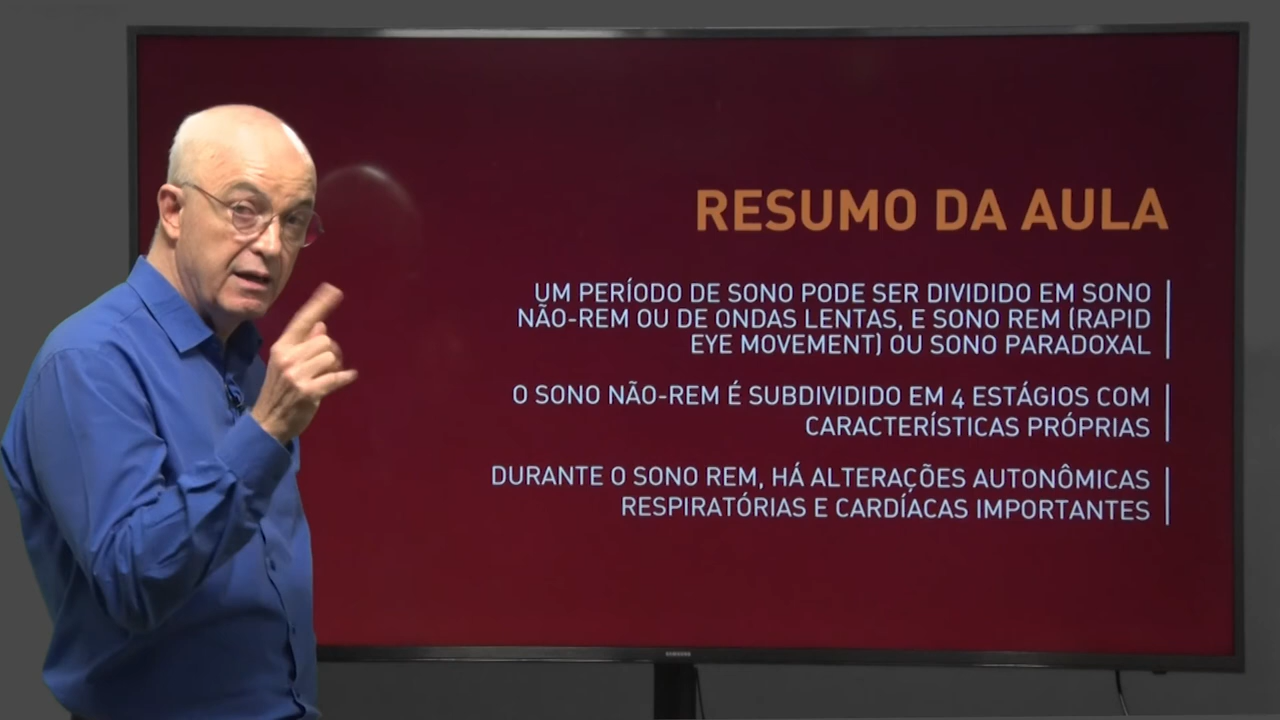 RESUMO DA AULA
UM PERÍODO DE SONO PODE SER DIVIDIDO EM SONO
NÃO-REM OU DE ONDAS LENTAS, E SONO REM (RAPID
EYE MOVEMENT) OU SONO PARADOXAL
O SONO NÃO-REM É SUBDIVIDIDO EM 4 ESTÁGIOS COM
CARACTERÍSTICAS PRÓPRIAS
DURANTE O SONO REM, HÁ ALTERAÇÕES AUTONÔMICAS
RESPIRATÓRIAS E CARDÍACAS IMPORTANTES
SAMSUNG